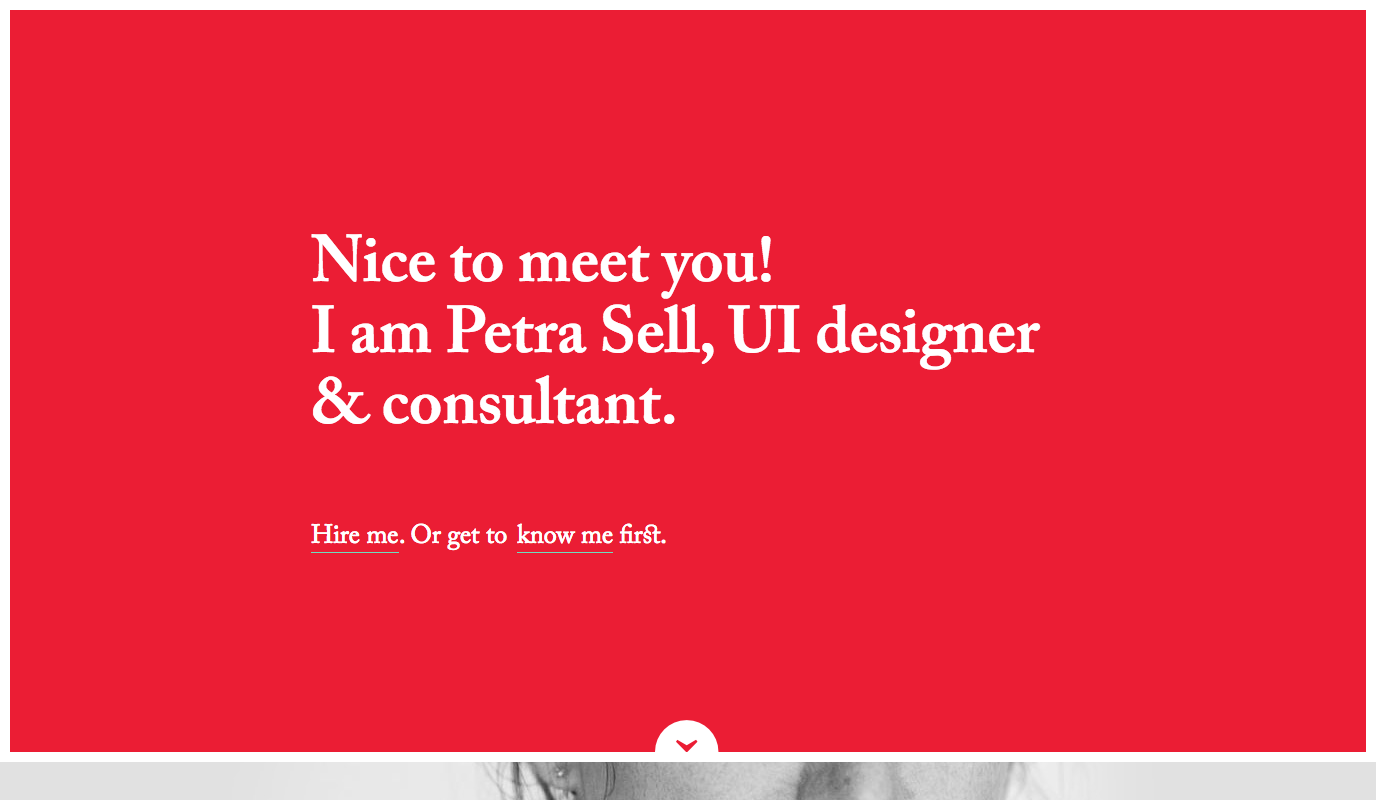 Nice to meet you!
I am Petra Sell, UI designer
& consultant.
Hire me. Or get to know me first.